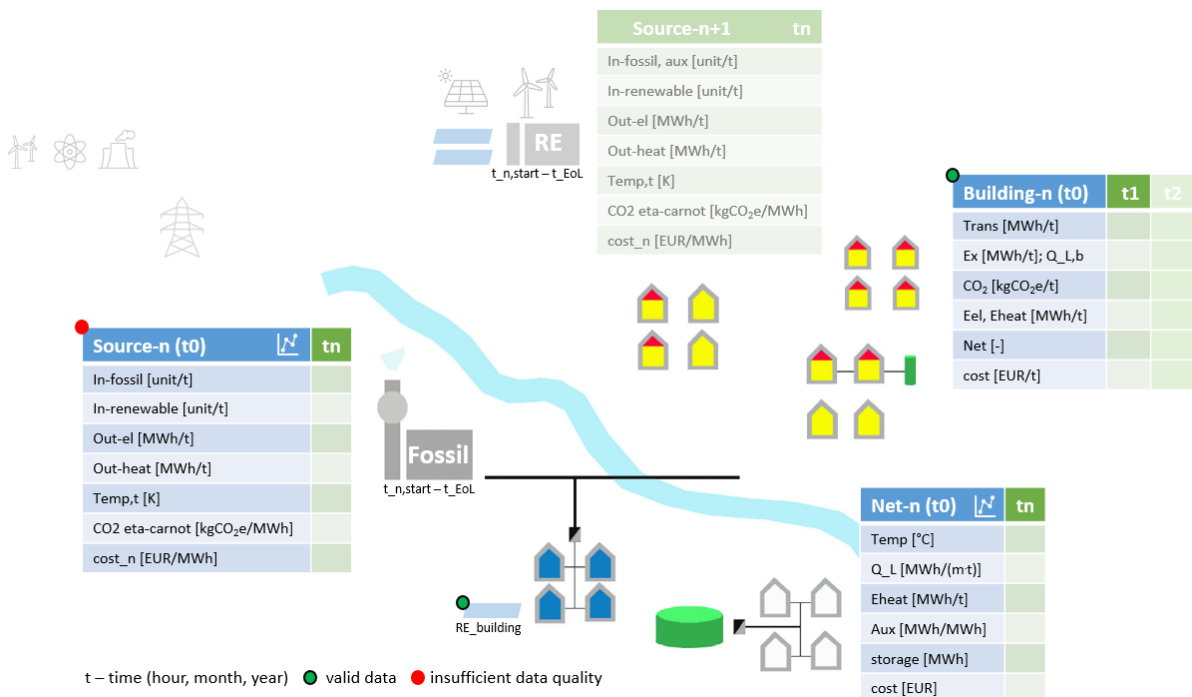 Source-n+1 tn
In-fossil, aux [unit/t]
In-renewable [unit/t]
Out-el [MWh/t]
Out-heat [MWh/t]
Temp,t [K]
CO2 eta-carnot [kgCO₂e/MWh]
cost_n [EUR/MWh]
RE
t_n,start – t_EoL
Building-n (t0) t1 t2
Trans [MWh/t]
Ex [MWh/t]; Q_L,b
CO₂ [kgCO₂e/t]
Eel, Eheat [MWh/t]
Net [-]
cost [EUR/t]
Source-n (t0) tn
In-fossil [unit/t]
In-renewable [unit/t]
Out-el [MWh/t]
Out-heat [MWh/t]
Temp,t [K]
CO2 eta-carnot [kgCO₂e/MWh]
cost_n [EUR/MWh]
Fossil
t_n,start – t_EoL
Net-n (t0) tn
Temp [°C]
Q_L [MWh/(m·t)]
Eheat [MWh/t]
Aux [MWh/MWh]
storage [MWh]
cost [EUR]
RE_building
t – time (hour, month, year) valid data insufficient data quality